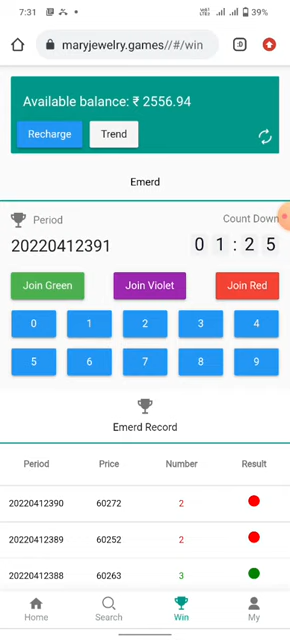 7:31 39%
maryjewelry.games//#/win
Available balance: ₹ 2556.94
Recharge Trend
Emerd
Period Count Down
20220412391 0 1 : 2 5
Join Green Join Violet Join Red
0 1 2 3 4
5 6 7 8 9
Emerd Record
Period Price Number Result
20220412390 60272 2
20220412389 60252 2
20220412388 60263 3
Home Search Win My